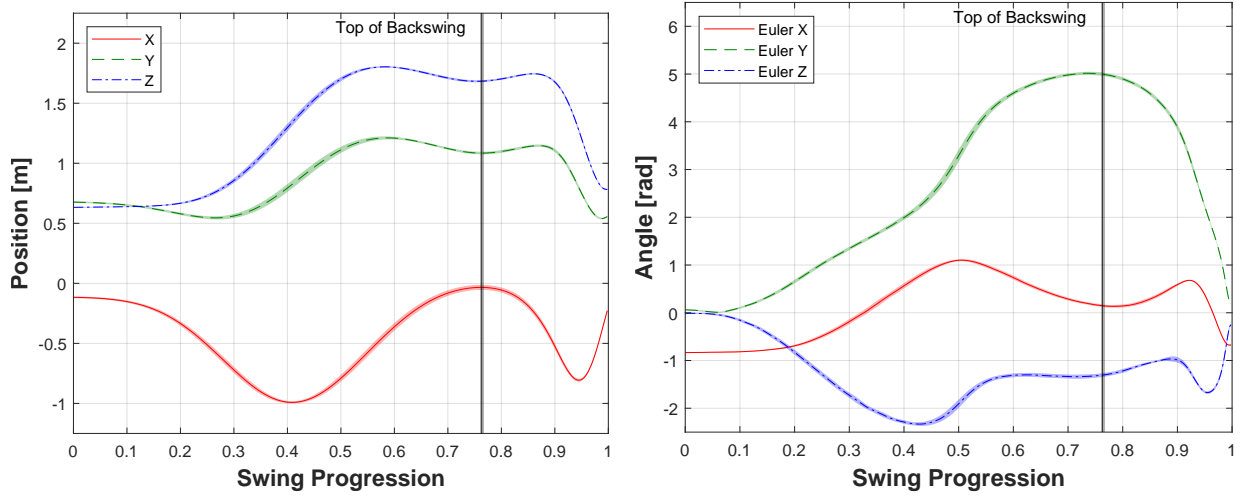 Top of Backswing
X
Y
Z
2
1.5
1
0.5
0
-0.5
-1
Position [m]
0 0.1 0.2 0.3 0.4 0.5 0.6 0.7 0.8 0.9 1
Swing Progression
Top of Backswing
Euler X
Euler Y
Euler Z
6
5
4
3
2
1
0
-1
-2
Angle [rad]
0 0.1 0.2 0.3 0.4 0.5 0.6 0.7 0.8 0.9 1
Swing Progression